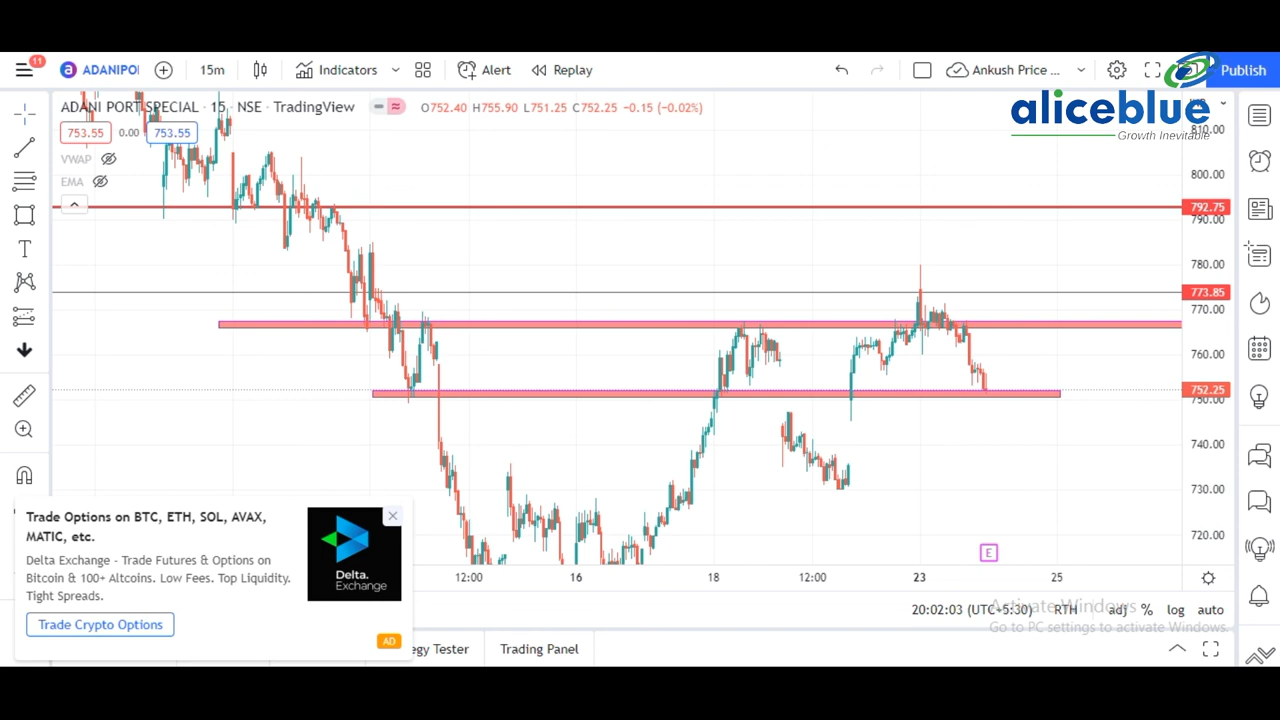 11
ADANIPOI
15m
Indicators
Alert
Replay
Ankush Price ...
Publish
ADANI PORT SPECIAL · 15 · NSE · TradingView
O752.40 H755.90 L751.25 C752.25 -0.15 (-0.02%)
aliceblue
Growth Inevitable
753.55 0.00 753.55
VWAP
EMA
810.00
800.00
792.75
790.00
780.00
773.85
770.00
760.00
752.25
750.00
740.00
730.00
720.00
E
Trade Options on BTC, ETH, SOL, AVAX,
MATIC, etc.
Delta Exchange - Trade Futures & Options on
Bitcoin & 100+ Altcoins. Low Fees. Top Liquidity.
Tight Spreads.
Trade Crypto Options
Delta.
Exchange
AD
12:00
16
18
12:00
23
25
20:02:03 (UTC+5:30)
RTH
adj
%
log
auto
Activate Windows
Go to PC settings to activate Windows.
egy Tester
Trading Panel